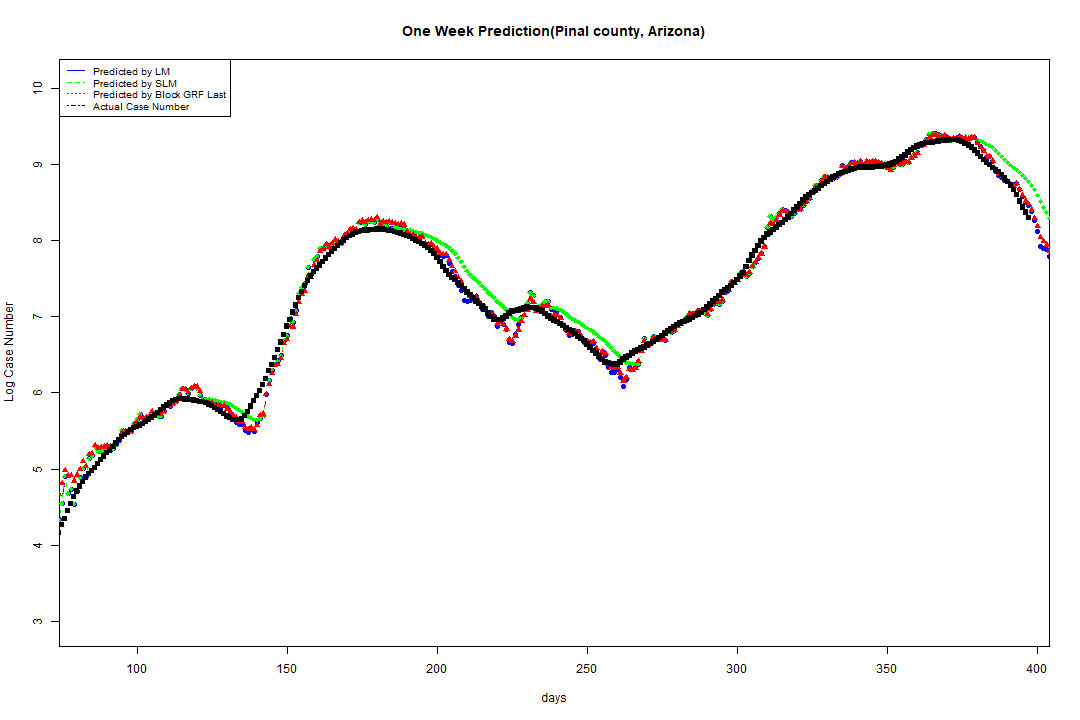 One Week Prediction(Pinal county, Arizona)
Predicted by LM
Predicted by SLM
Predicted by Block GRF Last
Actual Case Number
10
9
8
7
6
5
4
3
Log Case Number
100 150 200 250 300 350 400
days